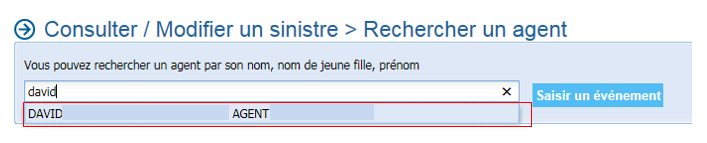 Consulter / Modifier un sinistre > Rechercher un agent
Vous pouvez rechercher un agent par son nom, nom de jeune fille, prénom
david
Saisir un événement
DAVID AGENT